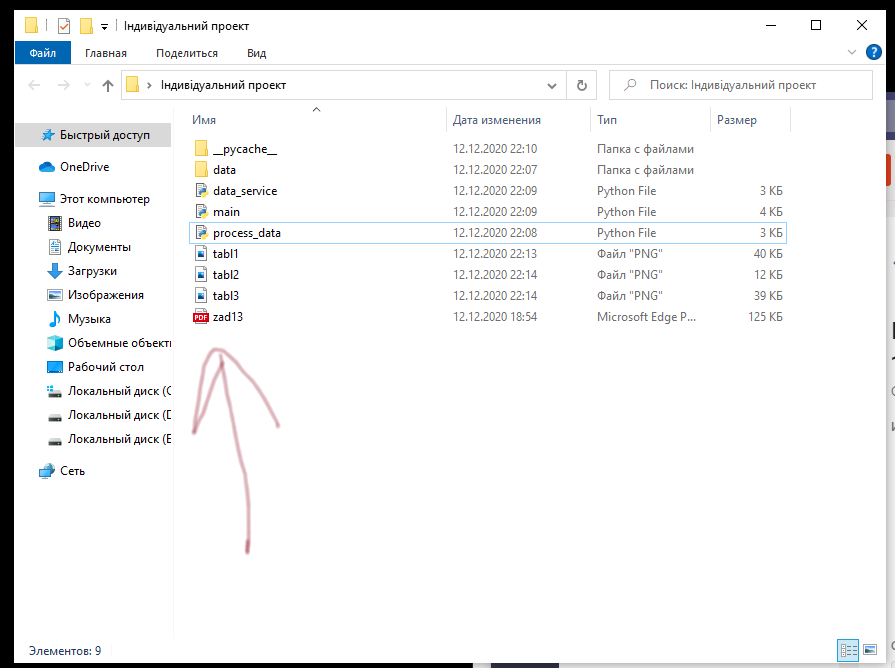 Індивідуальний проект
Файл Главная Поделиться Вид
Індивідуальний проект Поиск: Індивідуальний проект
Имя Дата изменения Тип Размер
Быстрый доступ
OneDrive
Этот компьютер
Видео
Документы
Загрузки
Изображения
Музыка
Объемные объекты
Рабочий стол
Локальный диск (C
Локальный диск (D
Локальный диск (E
Сеть
__pycache__ 12.12.2020 22:10 Папка с файлами
data 12.12.2020 22:07 Папка с файлами
data_service 12.12.2020 22:09 Python File 3 КБ
main 12.12.2020 22:09 Python File 4 КБ
process_data 12.12.2020 22:08 Python File 3 КБ
tabl1 12.12.2020 22:13 Файл "PNG" 40 КБ
tabl2 12.12.2020 22:14 Файл "PNG" 12 КБ
tabl3 12.12.2020 22:14 Файл "PNG" 39 КБ
PDF zad13 12.12.2020 18:54 Microsoft Edge P... 125 КБ
Элементов: 9